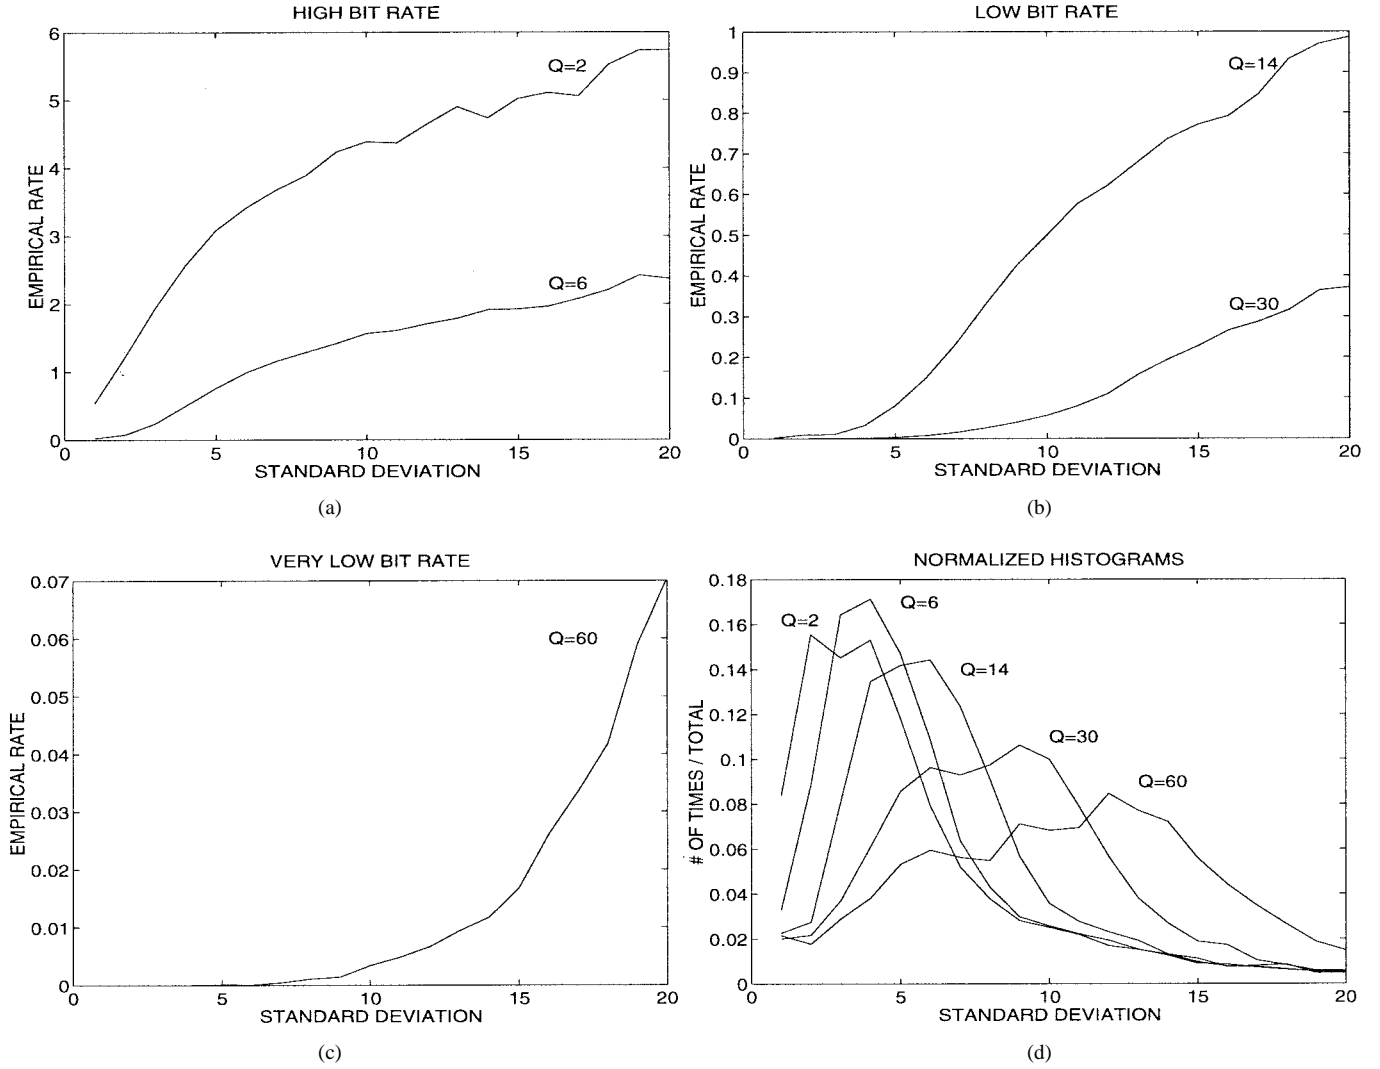 HIGH BIT RATE
6
5
4
3
2
1
0
Q=2
Q=6
EMPIRICAL RATE
0
5
10
15
20
STANDARD DEVIATION
(a)
LOW BIT RATE
1
0.9
0.8
0.7
0.6
0.5
0.4
0.3
0.2
0.1
0
Q=14
Q=30
EMPIRICAL RATE
0
5
10
15
20
STANDARD DEVIATION
(b)
VERY LOW BIT RATE
0.07
0.06
0.05
0.04
0.03
0.02
0.01
0
Q=60
EMPIRICAL RATE
0
5
10
15
20
STANDARD DEVIATION
(c)
NORMALIZED HISTOGRAMS
0.18
0.16
0.14
0.12
0.1
0.08
0.06
0.04
0.02
0
Q=2
Q=6
Q=14
Q=30
Q=60
# OF TIMES / TOTAL
0
5
10
15
20
STANDARD DEVIATION
(d)